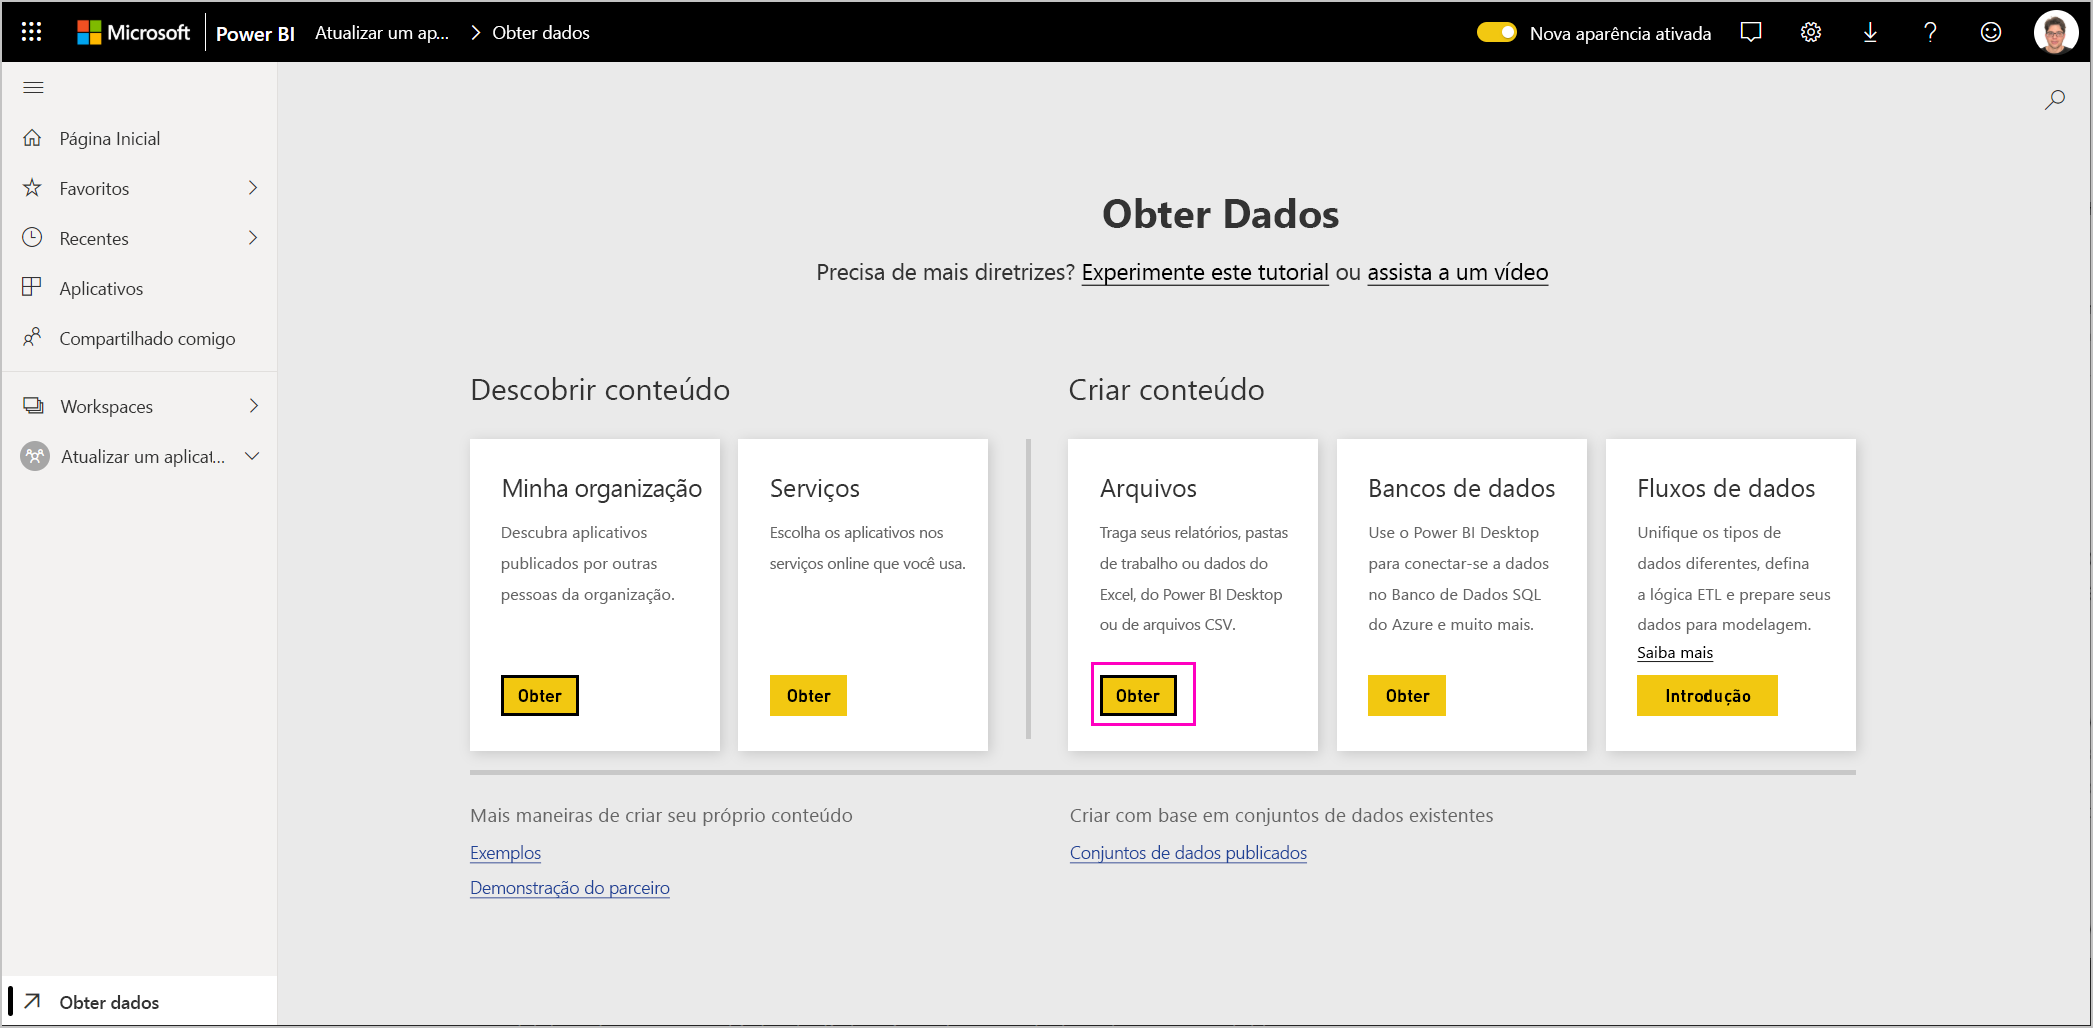 Microsoft Power BI Atualizar um ap... > Obter dados Nova aparência ativada
Página Inicial
Favoritos
Recentes
Aplicativos
Compartilhado comigo
Workspaces
Atualizar um aplicat...
Obter dados
Obter Dados
Precisa de mais diretrizes? Experimente este tutorial ou assista a um vídeo
Descobrir conteúdo
Minha organização
Descubra aplicativos
publicados por outras
pessoas da organização.
Obter
Serviços
Escolha os aplicativos nos
serviços online que você usa.
Obter
Criar conteúdo
Arquivos
Traga seus relatórios, pastas
de trabalho ou dados do
Excel, do Power BI Desktop
ou de arquivos CSV.
Obter
Bancos de dados
Use o Power BI Desktop
para conectar-se a dados
no Banco de Dados SQL
do Azure e muito mais.
Obter
Fluxos de dados
Unifique os tipos de
dados diferentes, defina
a lógica ETL e prepare seus
dados para modelagem.
Saiba mais
Introdução
Mais maneiras de criar seu próprio conteúdo
Exemplos
Demonstração do parceiro
Criar com base em conjuntos de dados existentes
Conjuntos de dados publicados